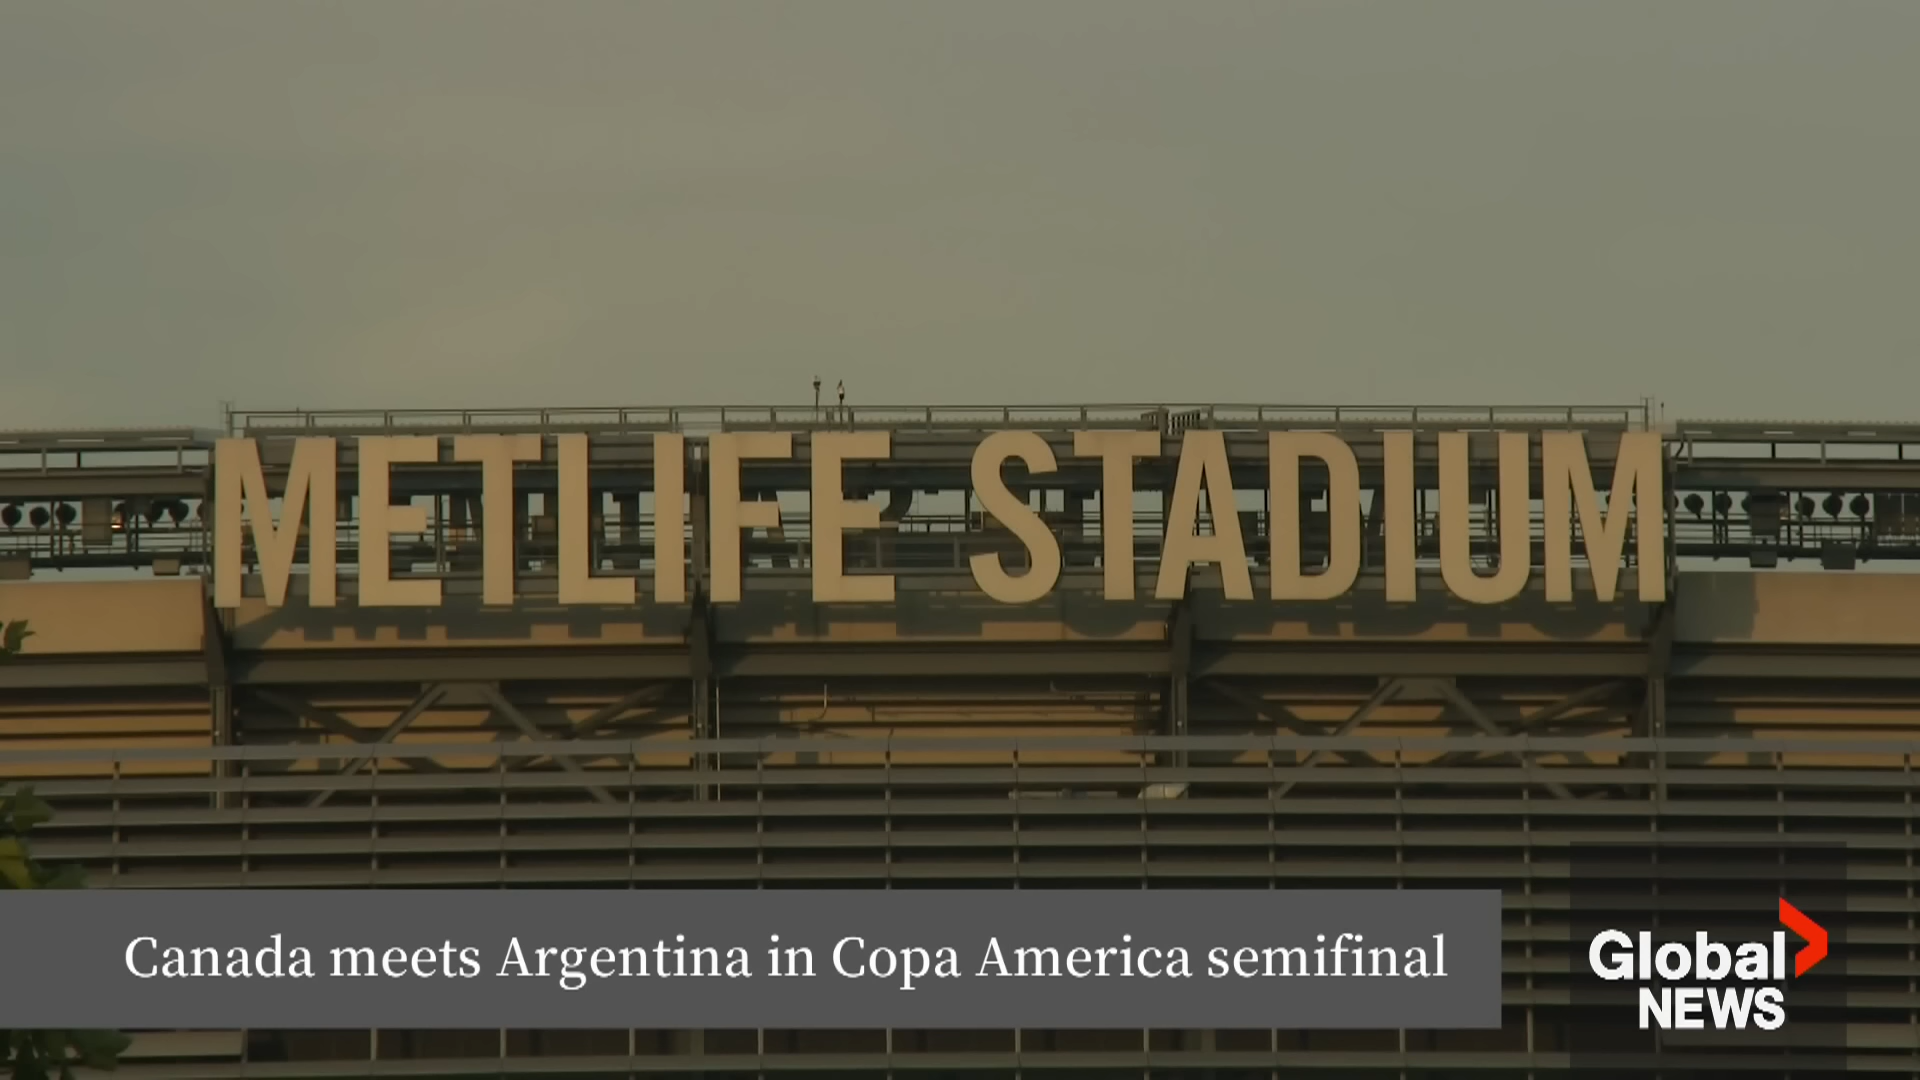 METLIFE STADIUM
Canada meets Argentina in Copa America semifinal
Global
NEWS